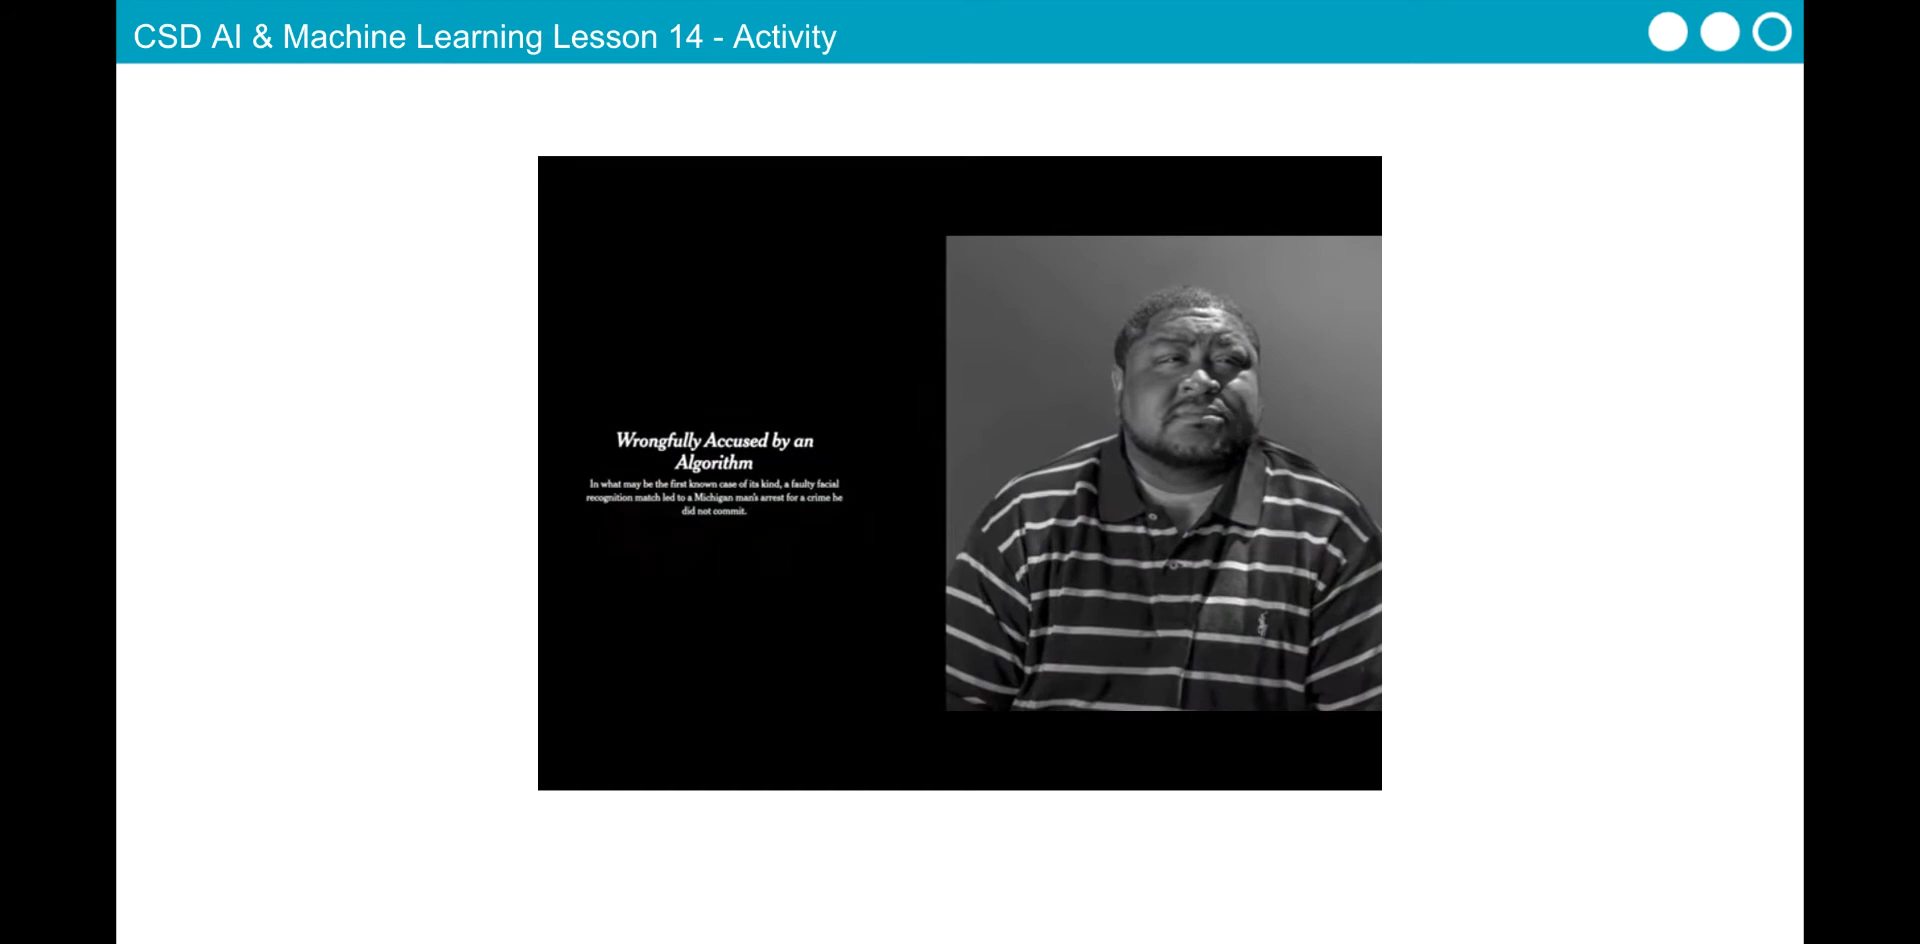 CSD AI & Machine Learning Lesson 14 - Activity
Wrongfully Accused by an
Algorithm
In what may be the first known case of its kind, a faulty facial
recognition match led to a Michigan man's arrest for a crime he
did not commit.